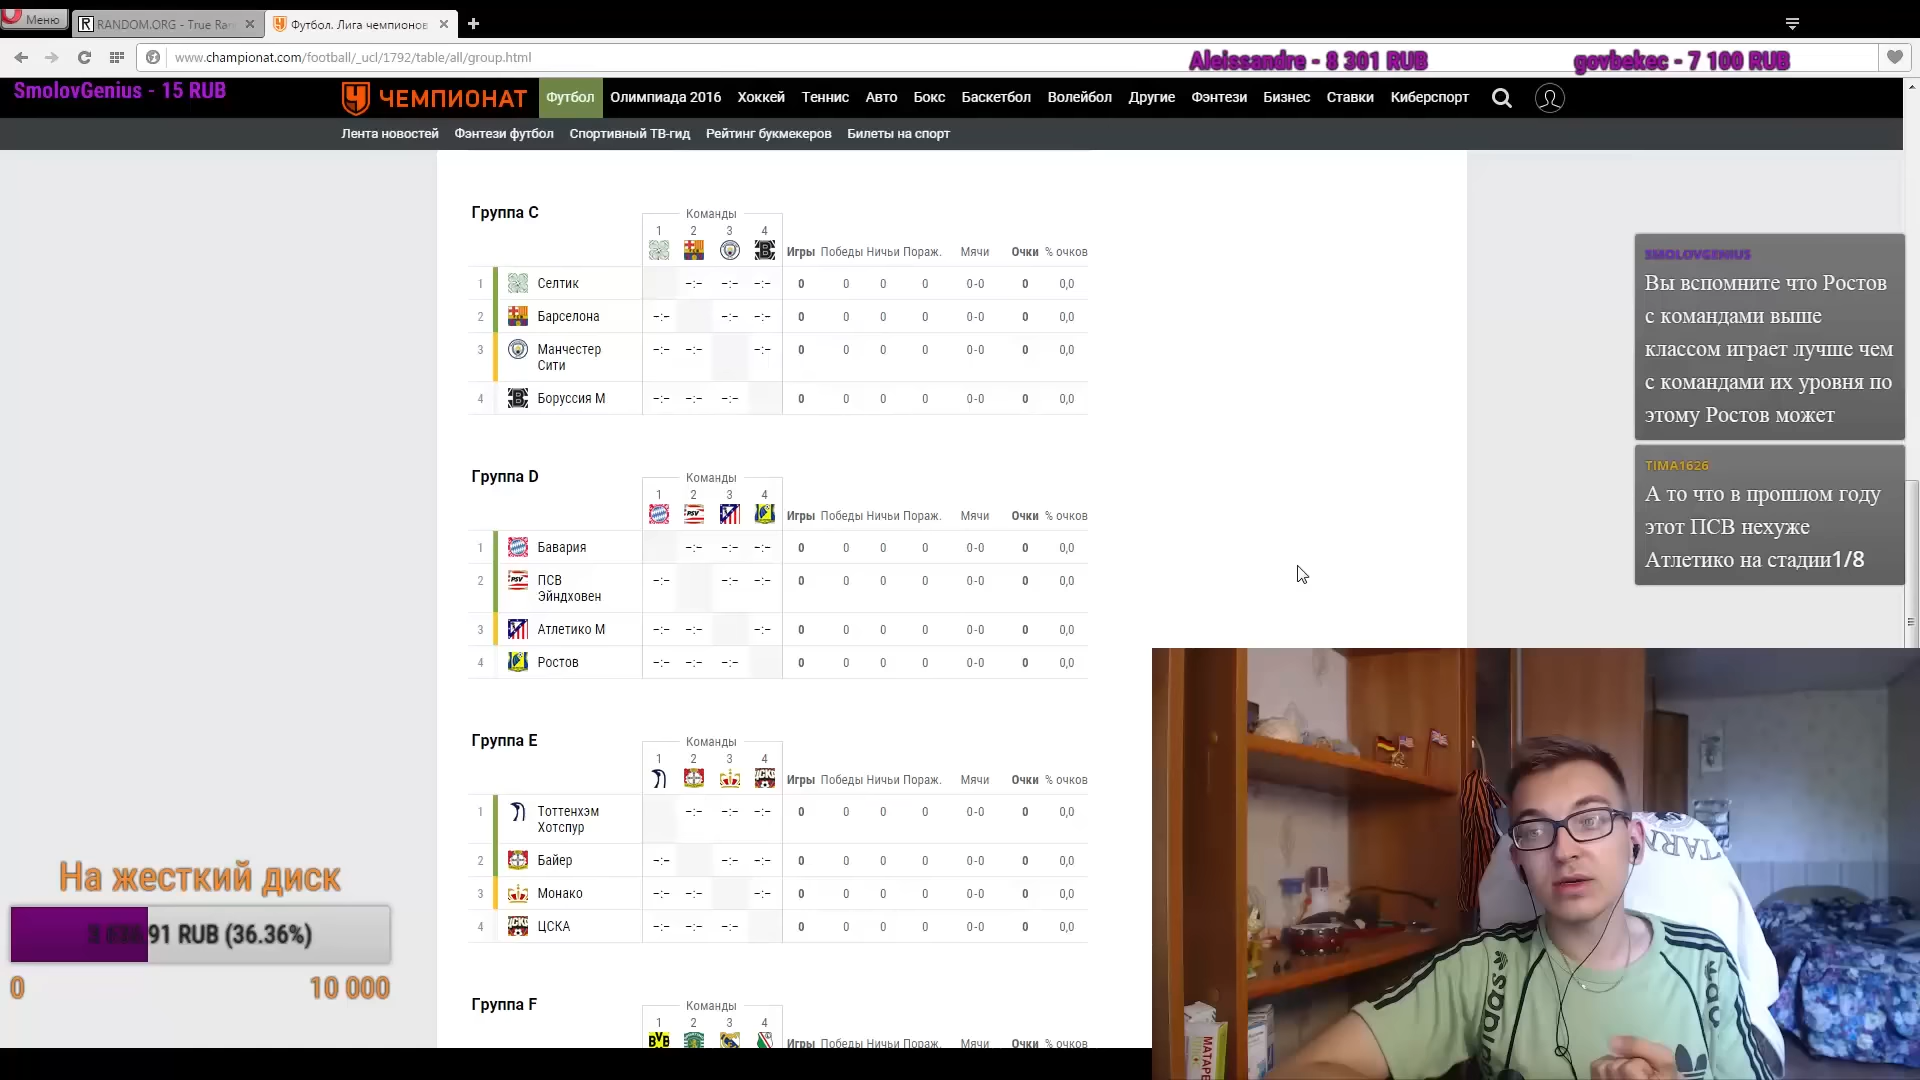 Меню
RANDOM.ORG - True Ran
Футбол. Лига чемпионов
www.championat.com/football/_ucl/1792/table/all/group.html
Aleissandre - 8 301 RUB
govbekec - 7 100 RUB
SmolovGenius - 15 RUB
ЧЕМПИОНАТ
Футбол Олимпиада 2016 Хоккей Теннис Авто Бокс Баскетбол Волейбол Другие Фэнтези Бизнес Ставки Киберспорт
Лента новостей Фэнтези футбол Спортивный ТВ-гид Рейтинг букмекеров Билеты на спорт
Группа C
Команды
1 2 3 4
Игры Победы Ничьи Пораж. Мячи Очки % очков
1 Селтик –:– –:– –:– 0 0 0 0 0-0 0 0,0
2 Барселона –:– –:– –:– 0 0 0 0 0-0 0 0,0
3 Манчестер –:– –:– –:– 0 0 0 0 0-0 0 0,0
Сити
4 Боруссия М –:– –:– –:– 0 0 0 0 0-0 0 0,0
Группа D
Команды
1 2 3 4
Игры Победы Ничьи Пораж. Мячи Очки % очков
1 Бавария –:– –:– –:– 0 0 0 0 0-0 0 0,0
2 ПСВ –:– –:– –:– 0 0 0 0 0-0 0 0,0
Эйндховен
3 Атлетико М –:– –:– –:– 0 0 0 0 0-0 0 0,0
4 Ростов –:– –:– –:– 0 0 0 0 0-0 0 0,0
Группа E
Команды
1 2 3 4
Игры Победы Ничьи Пораж. Мячи Очки % очков
1 Тоттенхэм –:– –:– –:– 0 0 0 0 0-0 0 0,0
Хотспур
2 Байер –:– –:– –:– 0 0 0 0 0-0 0 0,0
3 Монако –:– –:– –:– 0 0 0 0 0-0 0 0,0
4 ЦСКА –:– –:– –:– 0 0 0 0 0-0 0 0,0
Группа F
Команды
1 2 3 4
Игры Победы Ничьи Пораж. Мячи Очки % очков
SMOLOVGENIUS
Вы вспомните что Ростов
с командами выше
классом играет лучше чем
с командами их уровня по
этому Ростов может
TIMA1626
А то что в прошлом году
этот ПСВ нехуже
Атлетико на стадии1/8
На жесткий диск
91 RUB (36.36%)
0 10 000
adidas